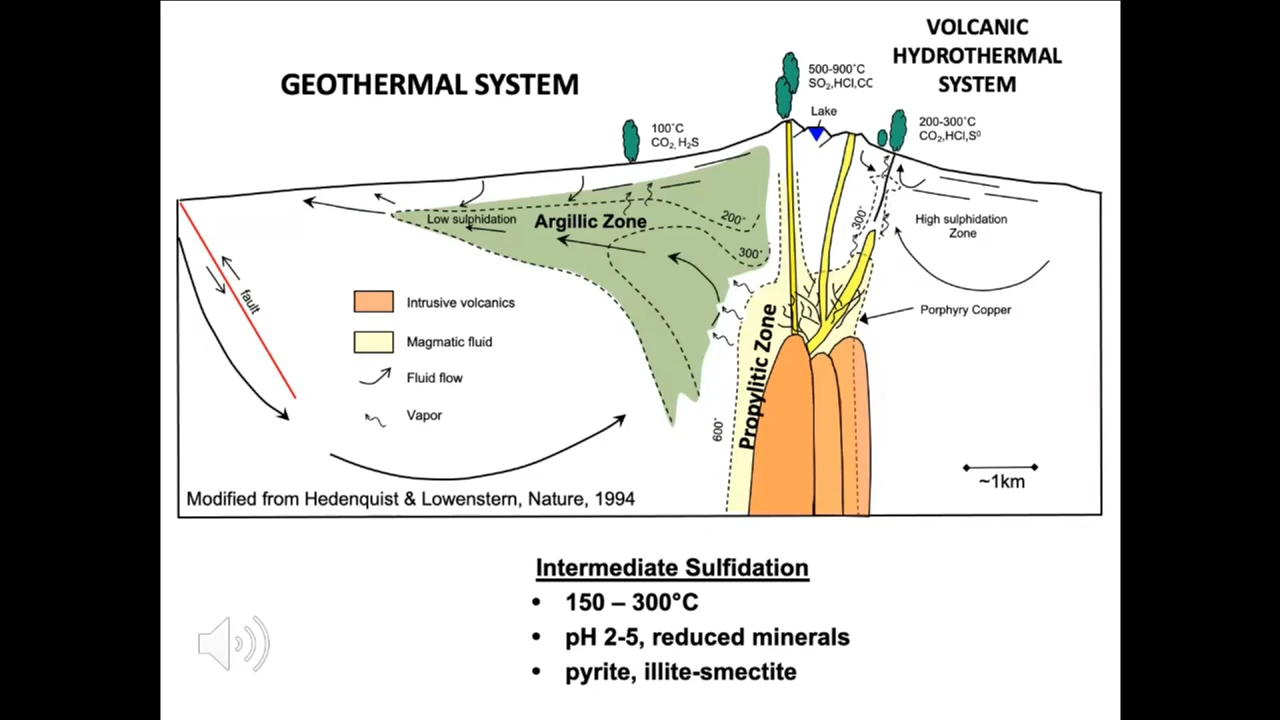 GEOTHERMAL SYSTEM
VOLCANIC
HYDROTHERMAL
SYSTEM
500-900˚C
SO₂,HCl,CC
Lake
200-300˚C
CO₂,HCl,S⁰
100˚C
CO₂, H₂S
Low sulphidation
Argillic Zone
200˚
300˚
300˚
High sulphidation
Zone
fault
Intrusive volcanics
Magmatic fluid
Fluid flow
Vapor
Porphyry Copper
Propylitic Zone
600˚
~1km
Modified from Hedenquist & Lowenstern, Nature, 1994
Intermediate Sulfidation
• 150 – 300°C
• pH 2-5, reduced minerals
• pyrite, illite-smectite